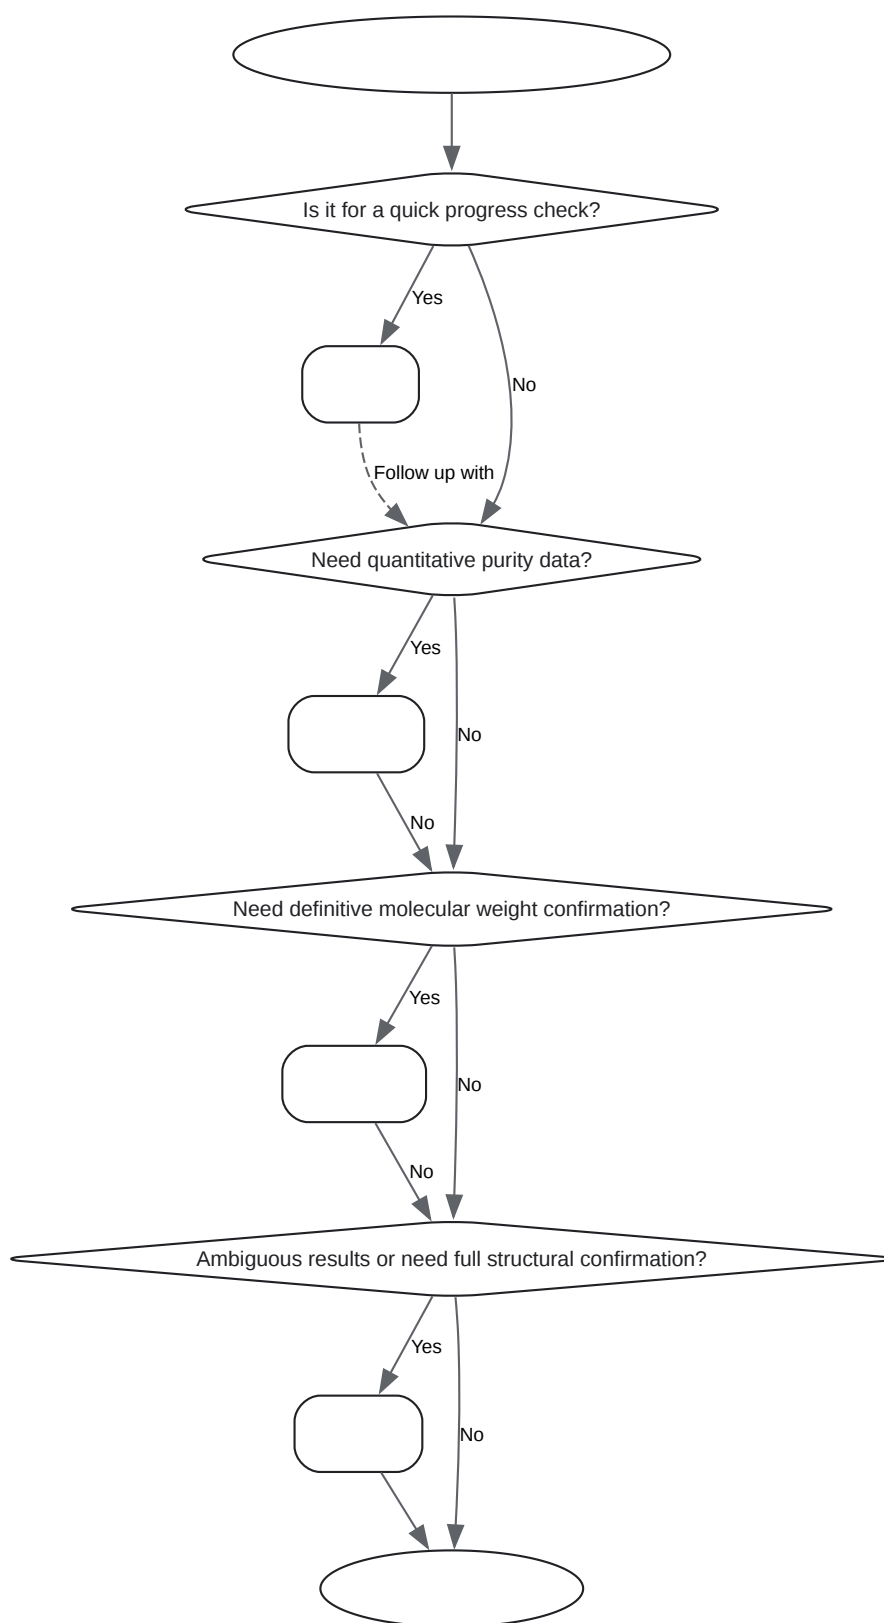 Is it for a quick progress check?
Yes
No
Follow up with
Need quantitative purity data?
Yes
No
No
Need definitive molecular weight confirmation?
Yes
No
No
Ambiguous results or need full structural confirmation?
Yes
No